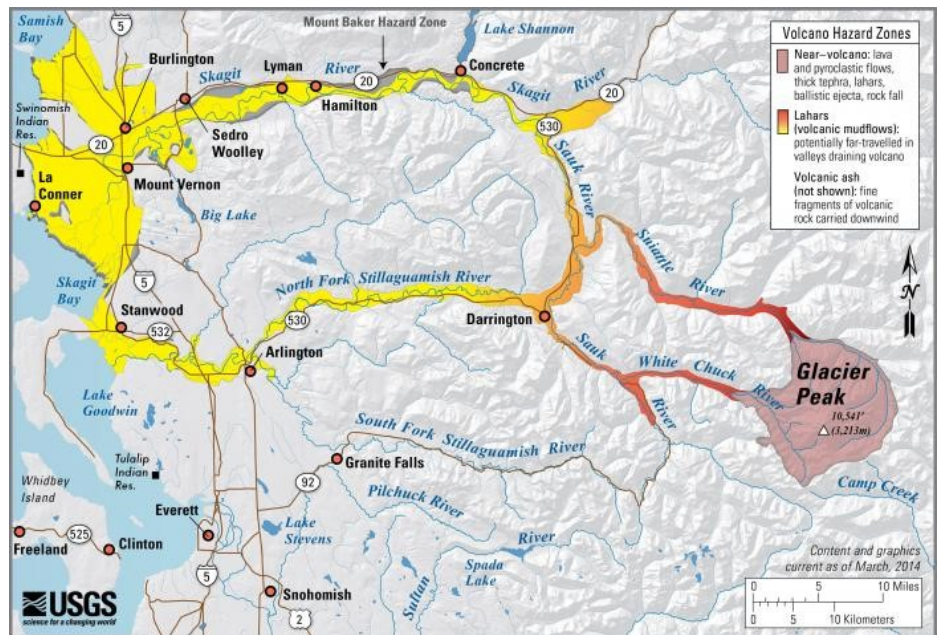 Samish
Bay
5
Burlington
Mount Baker Hazard Zone
Lake Shannon
Skagit
Lyman
River
20
Concrete
Hamilton
Skagit
River
20
Swinomish
Indian
Res.
20
Sedro
Woolley
530
Sauk River
La
Conner
Mount Vernon
Big Lake
Suiattle
River
Skagit
Bay
5
North Fork Stillaguamish River
Stanwood
532
530
Darrington
Arlington
Sauk
River
White Chuck
River
Glacier
Peak
10,541'
(3,213m)
Lake
Goodwin
South Fork Stillaguamish River
Tulalip
Indian
Res.
Granite Falls
92
Pilchuck River
Camp Creek
Whidbey
Island
Everett
Lake
Stevens
River
525
Freeland
Clinton
Sultan
Spada
Lake
5
Snohomish
2
Volcano Hazard Zones
Near–volcano: lava
and pyroclastic flows,
thick tephra, lahars,
ballistic ejecta, rock fall
Lahars
(volcanic mudflows):
potentially far-travelled in
valleys draining volcano
Volcanic ash
(not shown): fine
fragments of volcanic
rock carried downwind
N
Content and graphics
current as of March, 2014
0 5 10 Miles
0 5 10 Kilometers
USGS
science for a changing world